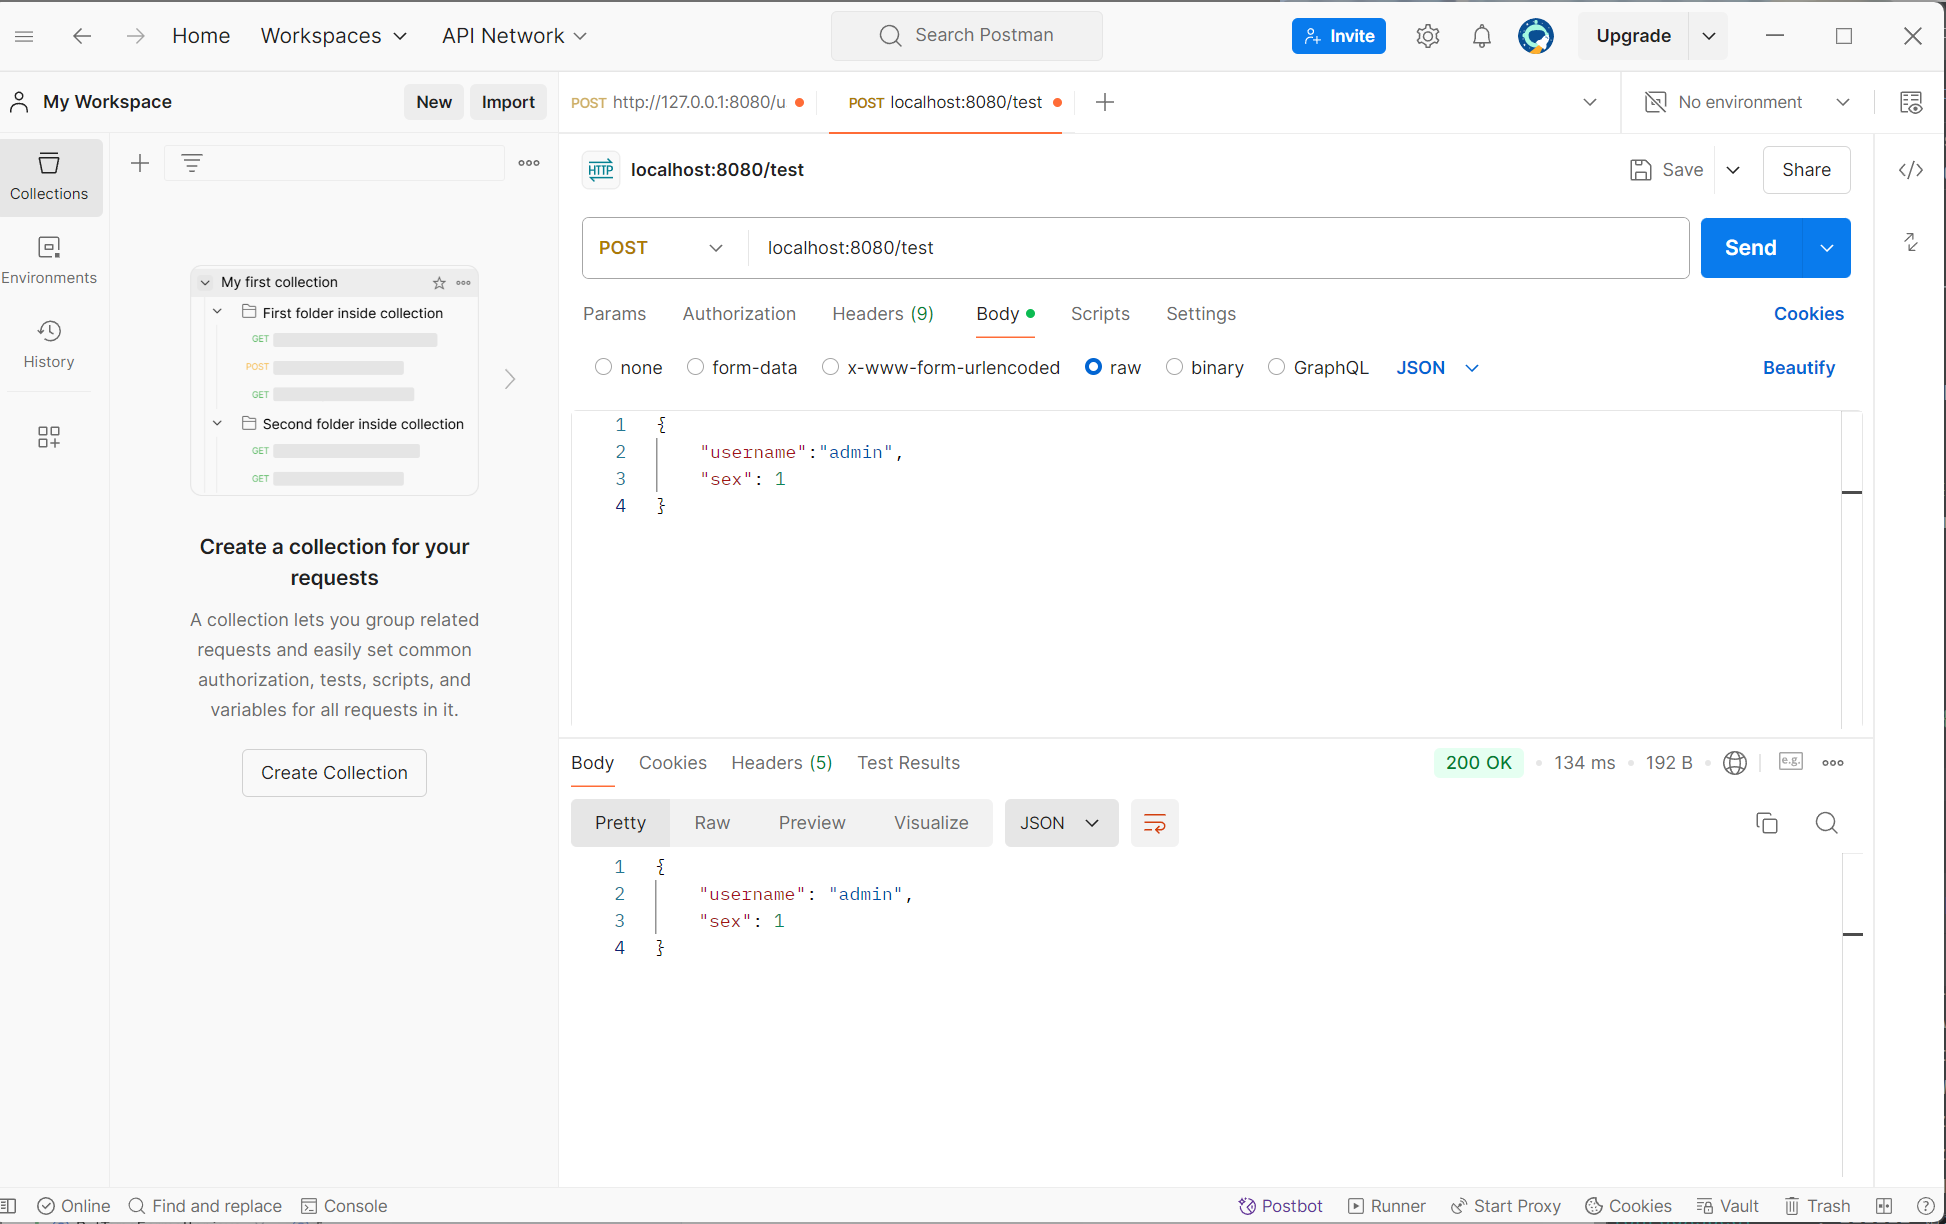 Home Workspaces API Network Search Postman Invite Upgrade
My Workspace New Import POST http://127.0.0.1:8080/u POST localhost:8080/test No environment
Collections
Environments
History
My first collection
First folder inside collection
GET
POST
GET
Second folder inside collection
GET
GET
Create a collection for your
requests
A collection lets you group related
requests and easily set common
authorization, tests, scripts, and
variables for all requests in it.
Create Collection
HTTP localhost:8080/test Save Share
POST localhost:8080/test Send
Params Authorization Headers (9) Body Scripts Settings Cookies
none form-data x-www-form-urlencoded raw binary GraphQL JSON Beautify
1 {
2 "username":"admin",
3 "sex": 1
4 }
Body Cookies Headers (5) Test Results 200 OK 134 ms 192 B e.g.
Pretty Raw Preview Visualize JSON
1 {
2 "username": "admin",
3 "sex": 1
4 }
Online Find and replace Console Postbot Runner Start Proxy Cookies Vault Trash